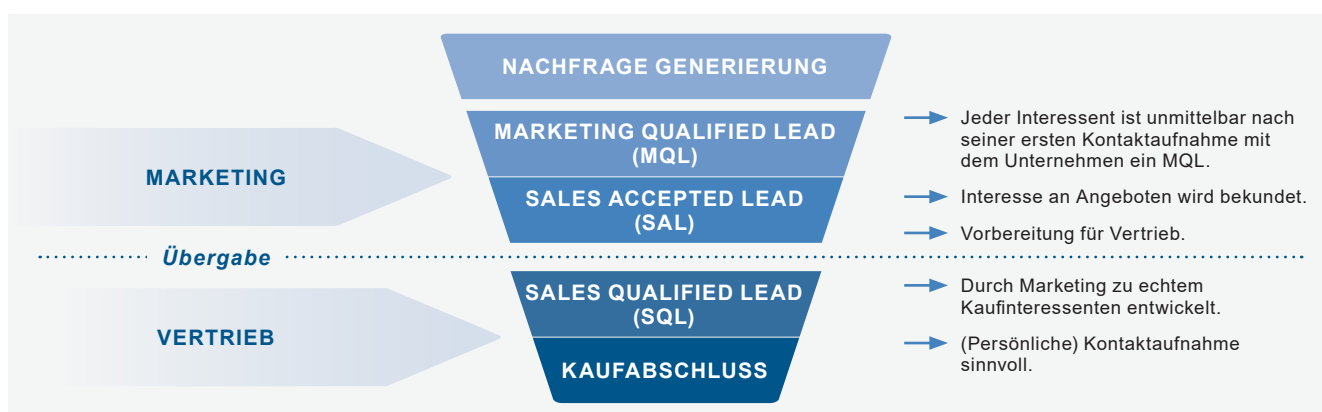 NACHFRAGE GENERIERUNG
MARKETING QUALIFIED LEAD
(MQL)
SALES ACCEPTED LEAD
(SAL)
MARKETING
Jeder Interessent ist unmittelbar nach
seiner ersten Kontaktaufnahme mit
dem Unternehmen ein MQL.
Interesse an Angeboten wird bekundet.
Vorbereitung für Vertrieb.
Übergabe
SALES QUALIFIED LEAD
(SQL)
KAUFABSCHLUSS
VERTRIEB
Durch Marketing zu echtem
Kaufinteressenten entwickelt.
(Persönliche) Kontaktaufnahme
sinnvoll.